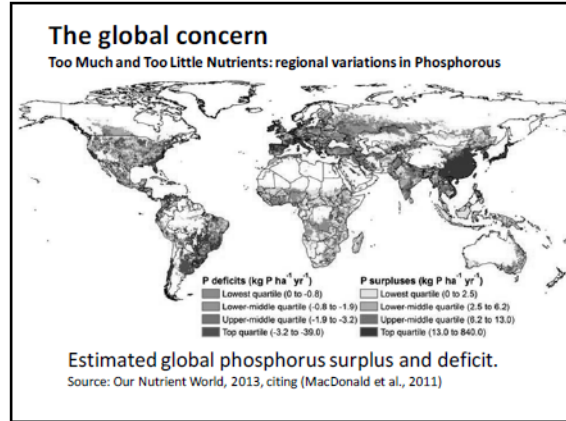 The global concern
Too Much and Too Little Nutrients: regional variations in Phosphorous
P deficits (kg P ha⁻¹ yr⁻¹)
Lowest quartile (0 to -0.8)
Lower-middle quartile (-0.8 to -1.9)
Upper-middle quartile (-1.9 to -3.2)
Top quartile (-3.2 to -39.0)
P surpluses (kg P ha⁻¹ yr⁻¹)
Lowest quartile (0 to 2.5)
Lower-middle quartile (2.5 to 6.2)
Upper-middle quartile (6.2 to 13.0)
Top quartile (13.0 to 840.0)
Estimated global phosphorus surplus and deficit.
Source: Our Nutrient World, 2013, citing (MacDonald et al., 2011)